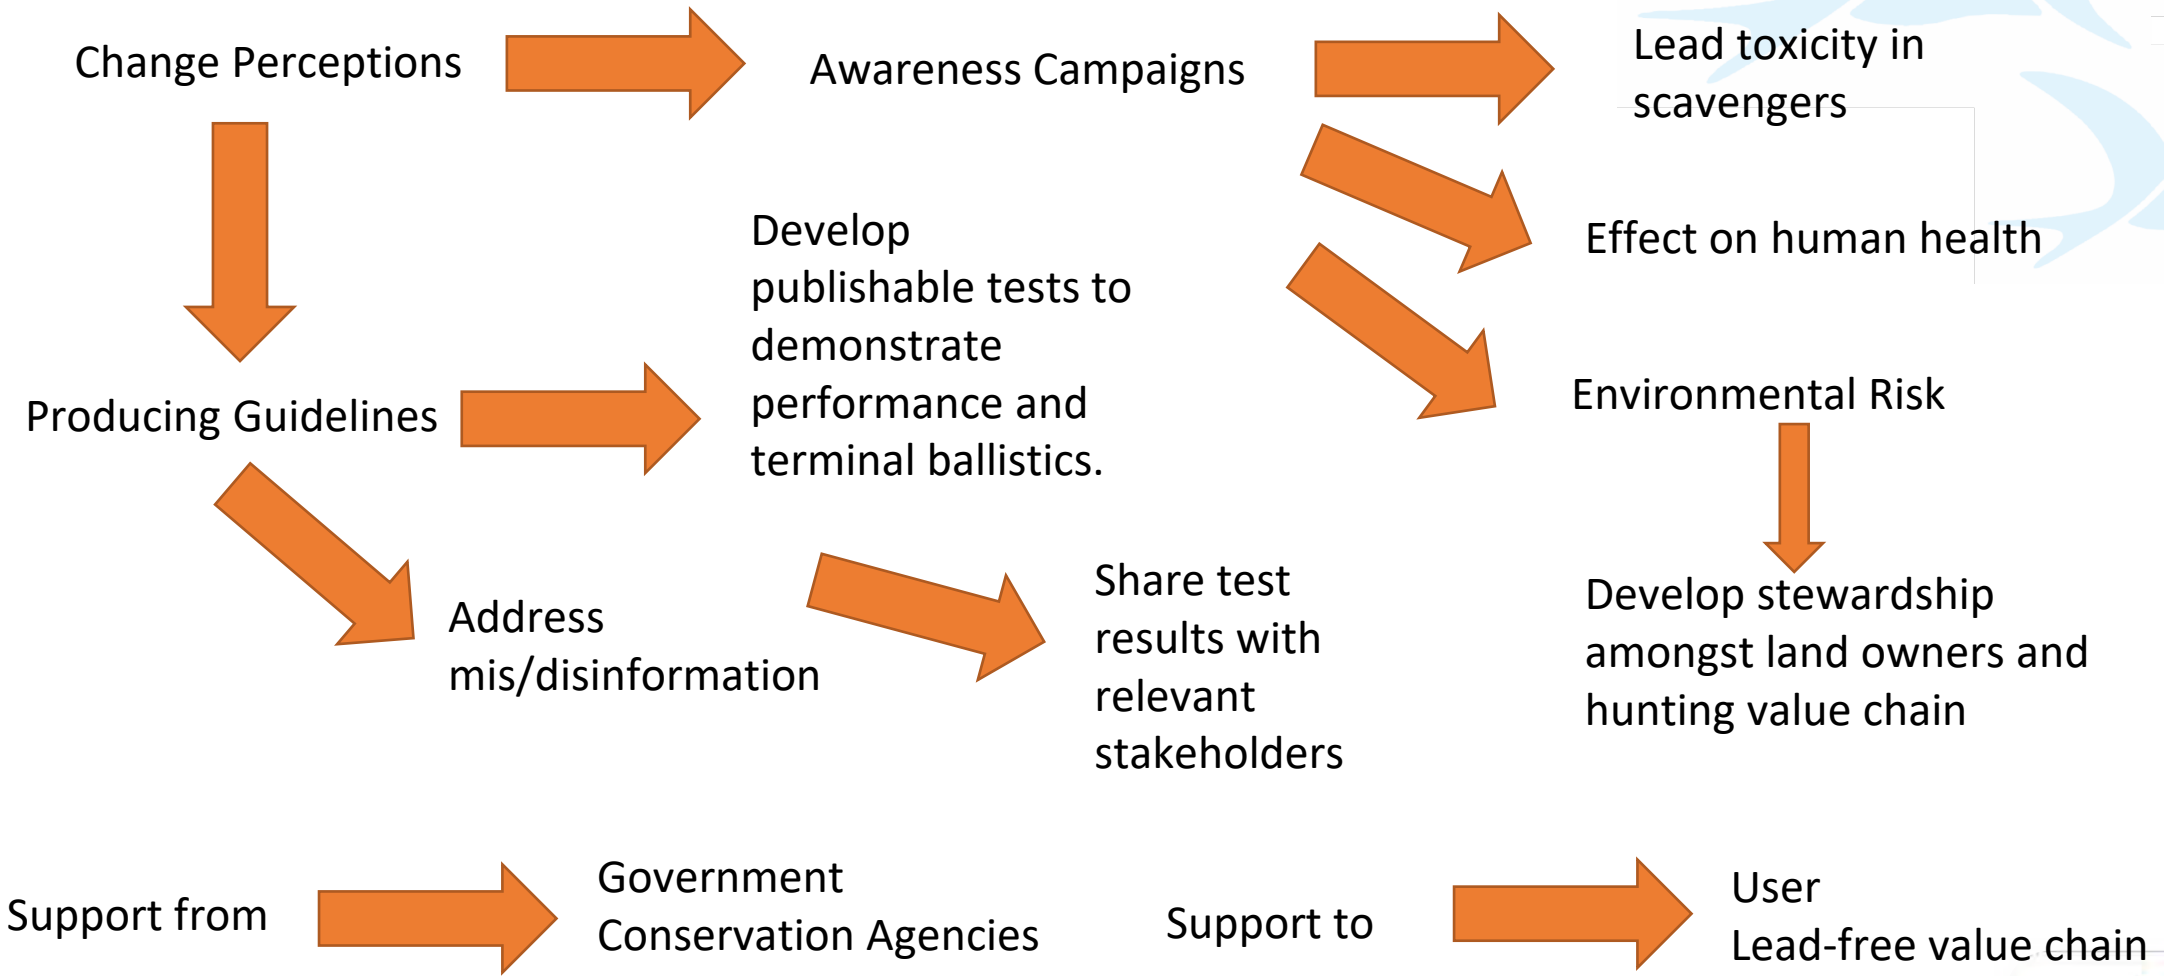 Change Perceptions
Awareness Campaigns
Lead toxicity in
scavengers
Effect on human health
Develop
publishable tests to
demonstrate
performance and
terminal ballistics.
Producing Guidelines
Environmental Risk
Address
mis/disinformation
Share test
results with
relevant
stakeholders
Develop stewardship
amongst land owners and
hunting value chain
Support from
Government
Conservation Agencies
Support to
User
Lead-free value chain